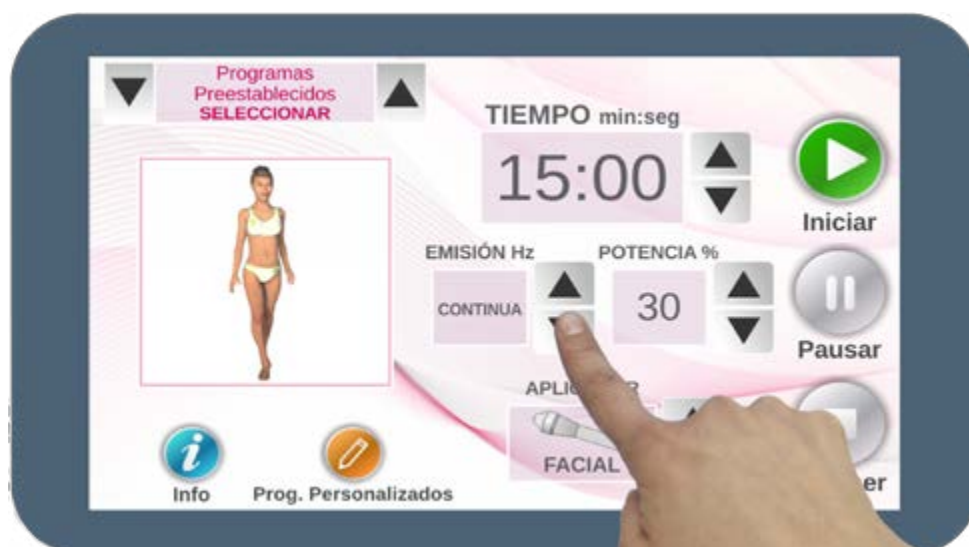 Programas
Preestablecidos
SELECCIONAR
TIEMPO min:seg
15:00
Iniciar
EMISIÓN Hz
POTENCIA %
CONTINUA
30
Pausar
FACIAL
Info
Prog. Personalizados